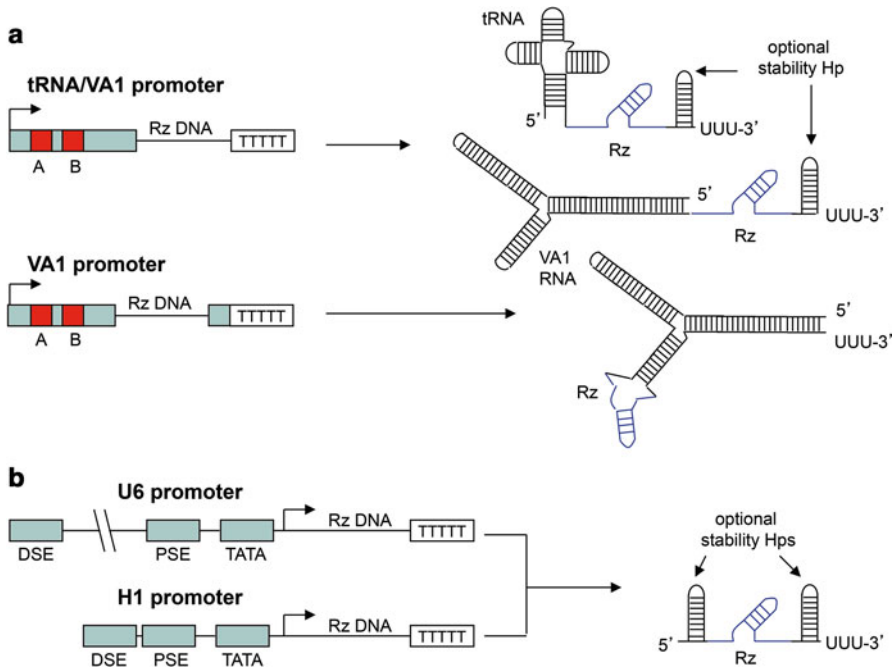 a
tRNA/VA1 promoter
Rz DNA
TTTTT
A B
tRNA
optional
stability Hp
5’
Rz
UUU-3’
5’
Rz
UUU-3’
VA1
RNA
VA1 promoter
Rz DNA
TTTTT
A B
5’
UUU-3’
Rz
b
U6 promoter
Rz DNA
TTTTT
DSE PSE TATA
H1 promoter
Rz DNA
TTTTT
DSE PSE TATA
optional
stability Hps
5’
Rz
UUU-3’